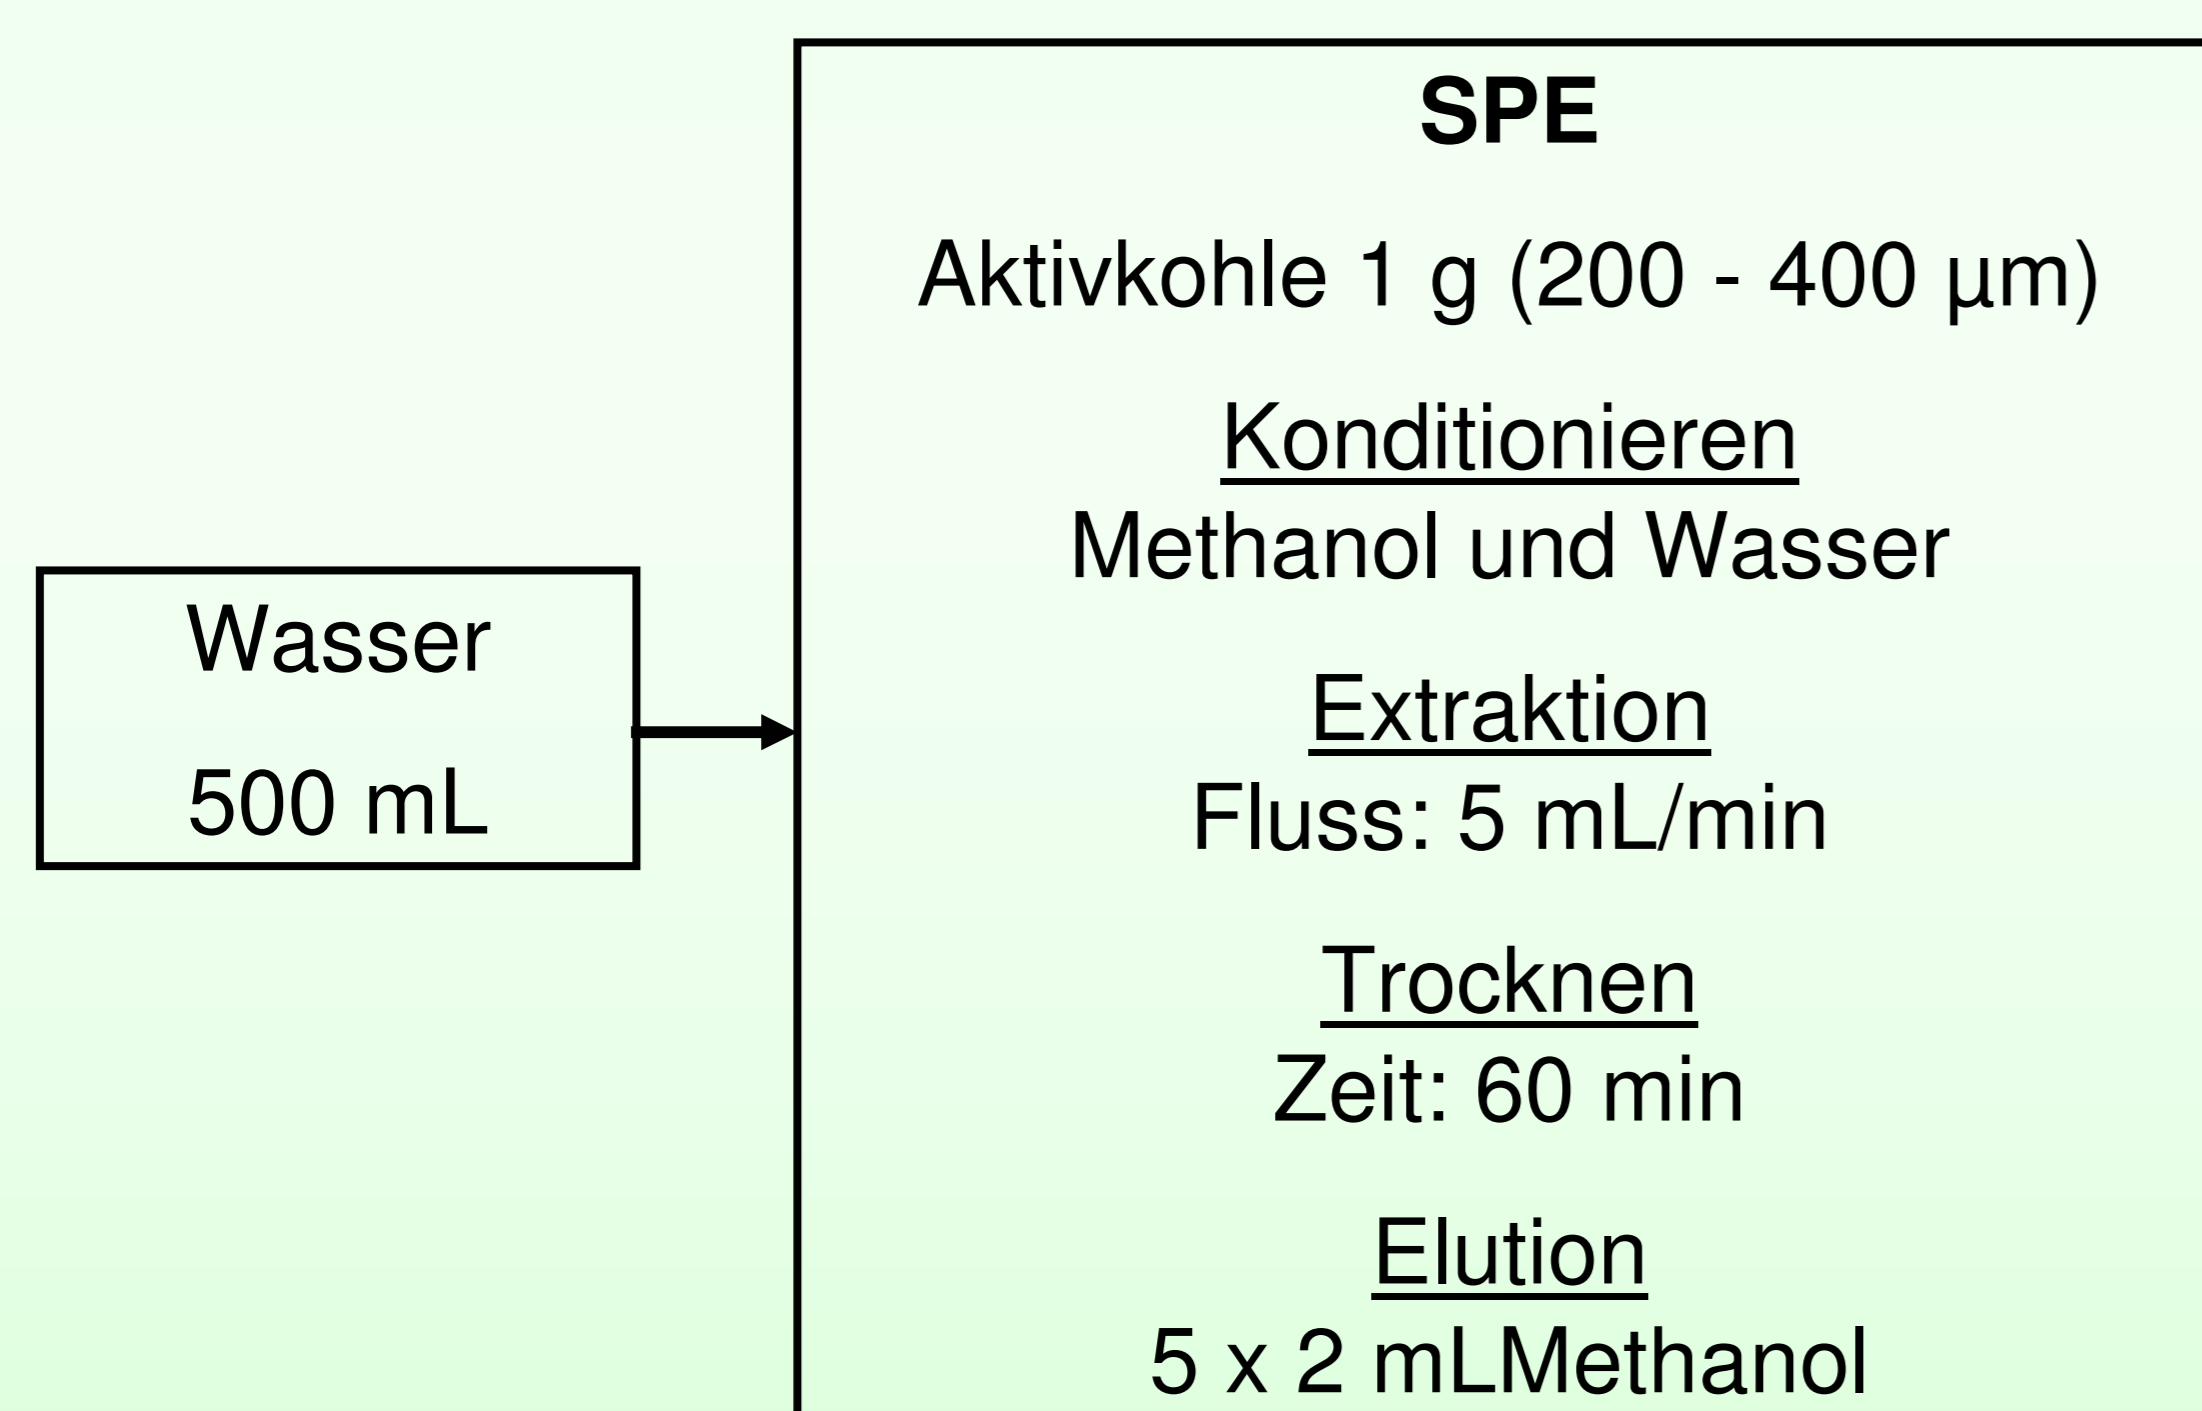 Wasser
500 mL
SPE
Aktivkohle 1 g (200 - 400 µm)
Konditionieren
Methanol und Wasser
Extraktion
Fluss: 5 mL/min
Trocknen
Zeit: 60 min
Elution
5 x 2 mLMethanol